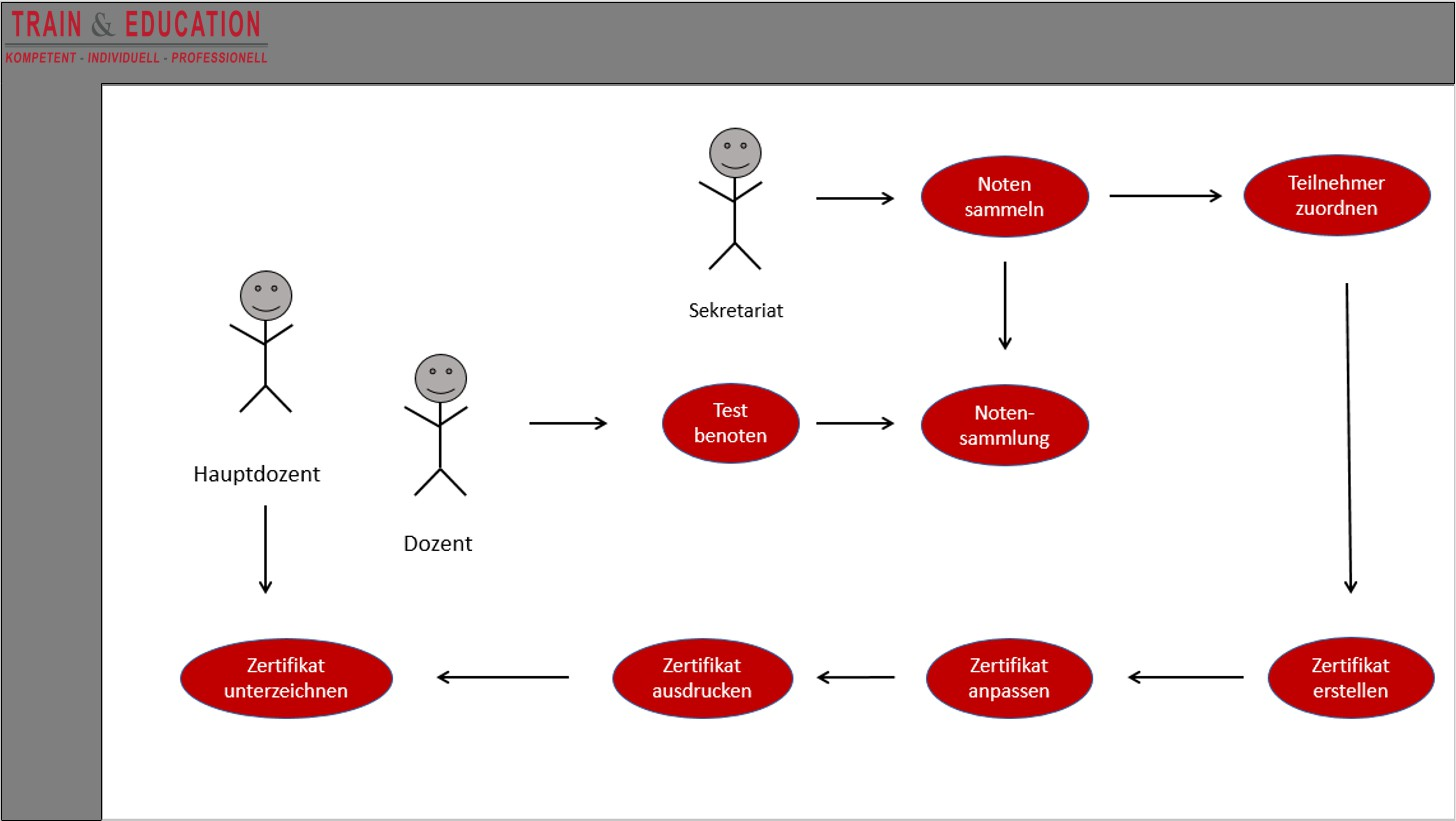 TRAIN & EDUCATION
KOMPETENT - INDIVIDUELL - PROFESSIONELL
Noten
sammeln
Teilnehmer
zuordnen
Sekretariat
Hauptdozent
Dozent
Test
benoten
Noten-
sammlung
Zertifikat
unterzeichnen
Zertifikat
ausdrucken
Zertifikat
anpassen
Zertifikat
erstellen